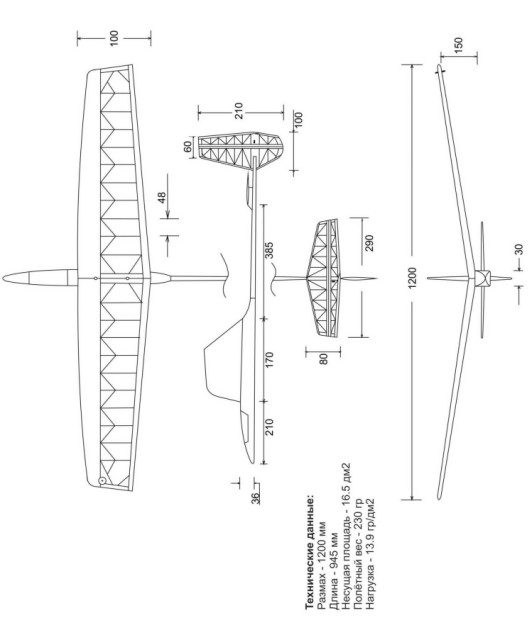 100
210
100
60
48
385
290
80
170
210
36
150
1200
30
Технические данные:
Размах - 1200 мм
Длина - 945 мм
Несущая площадь - 16.5 дм2
Полётный вес - 230 гр
Нагрузка - 13.9 гр/дм2